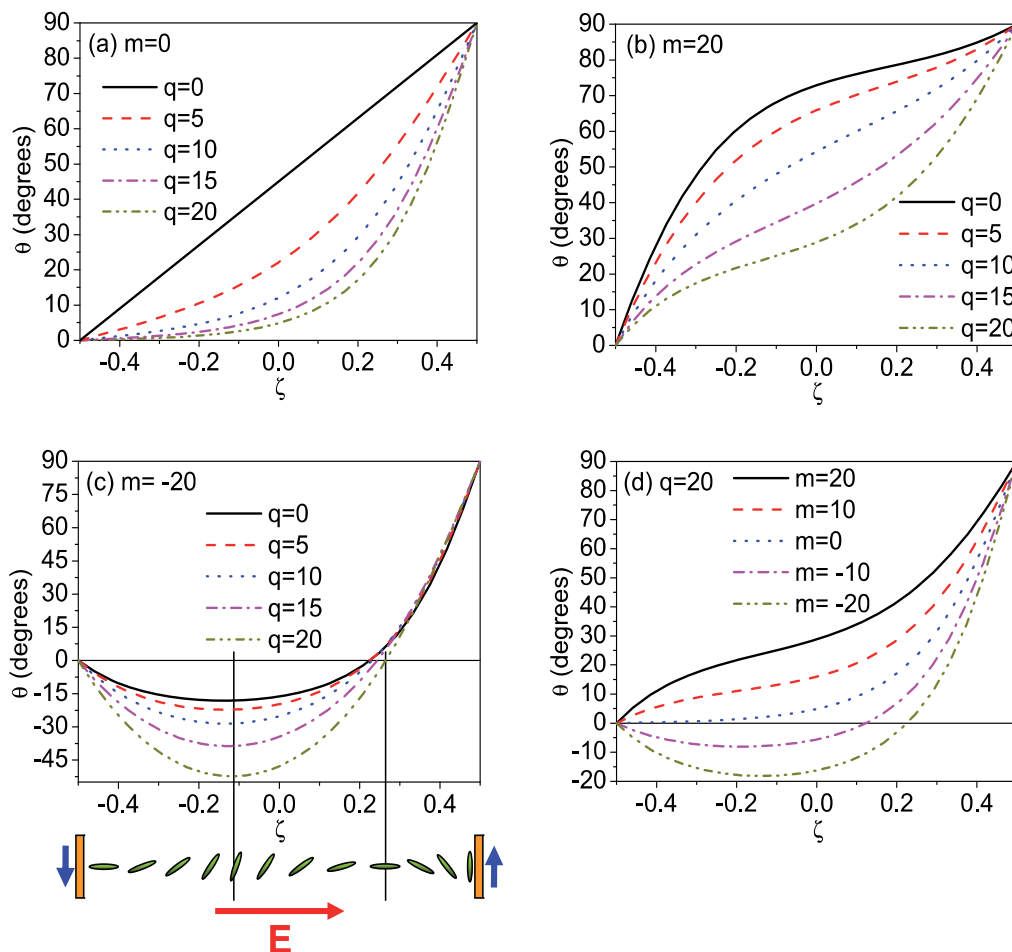 (a) m=0
q=0
q=5
q=10
q=15
q=20
θ (degrees)
90
80
70
60
50
40
30
20
10
0
-0.4
-0.2
0.0
0.2
0.4
ζ
(b) m=20
q=0
q=5
q=10
q=15
q=20
θ (degrees)
90
80
70
60
50
40
30
20
10
0
-0.4
-0.2
0.0
0.2
0.4
ζ
(c) m= -20
q=0
q=5
q=10
q=15
q=20
θ (degrees)
90
75
60
45
30
15
0
-15
-30
-45
-0.4
-0.2
0.0
0.2
0.4
ζ
E
(d) q=20
m=20
m=10
m=0
m= -10
m= -20
θ (degrees)
90
80
70
60
50
40
30
20
10
0
-10
-20
-0.4
-0.2
0.0
0.2
0.4
ζ